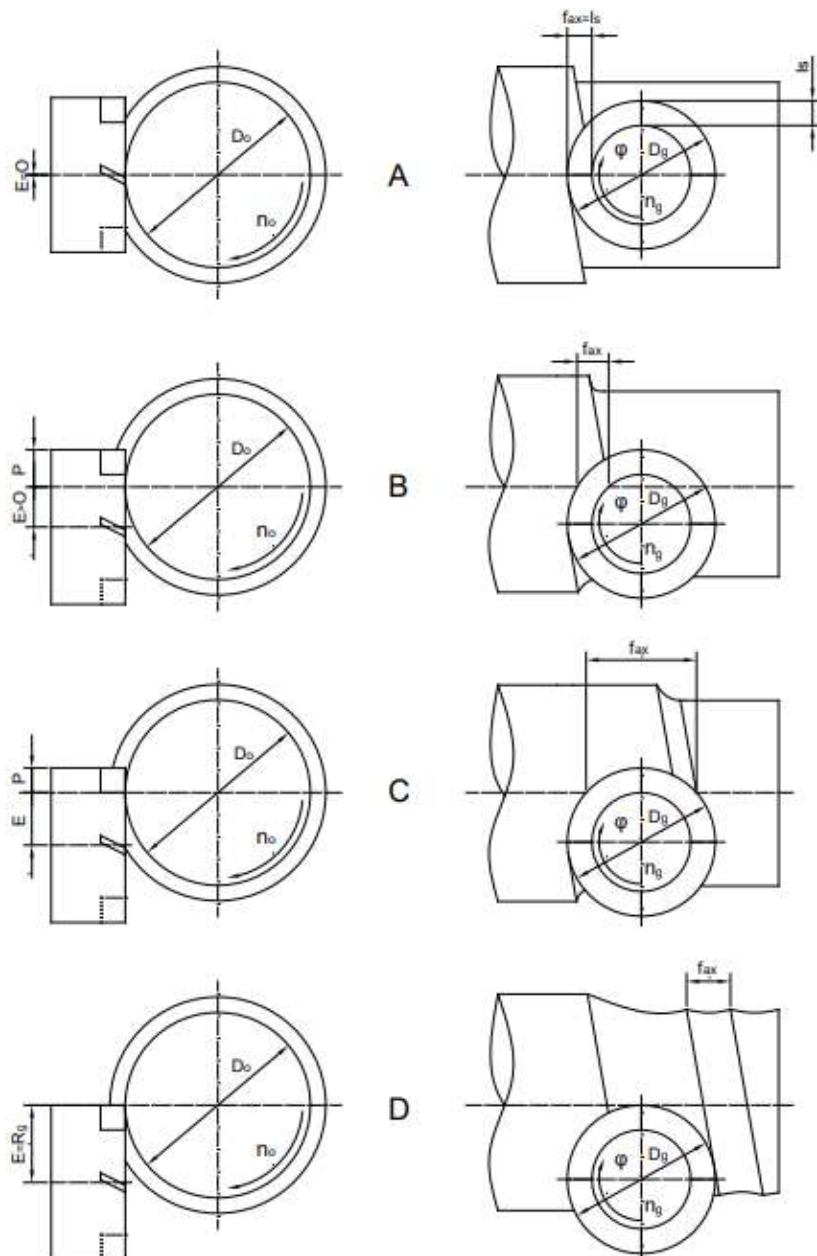 fax=ls
ls
E=O
Do
no
A
φ
Dg
ng
fax
P
E>O
Do
no
B
φ
Dg
ng
fax
P
E
Do
no
C
φ
Dg
ng
fax
E=Rg
Do
no
D
φ
Dg
ng